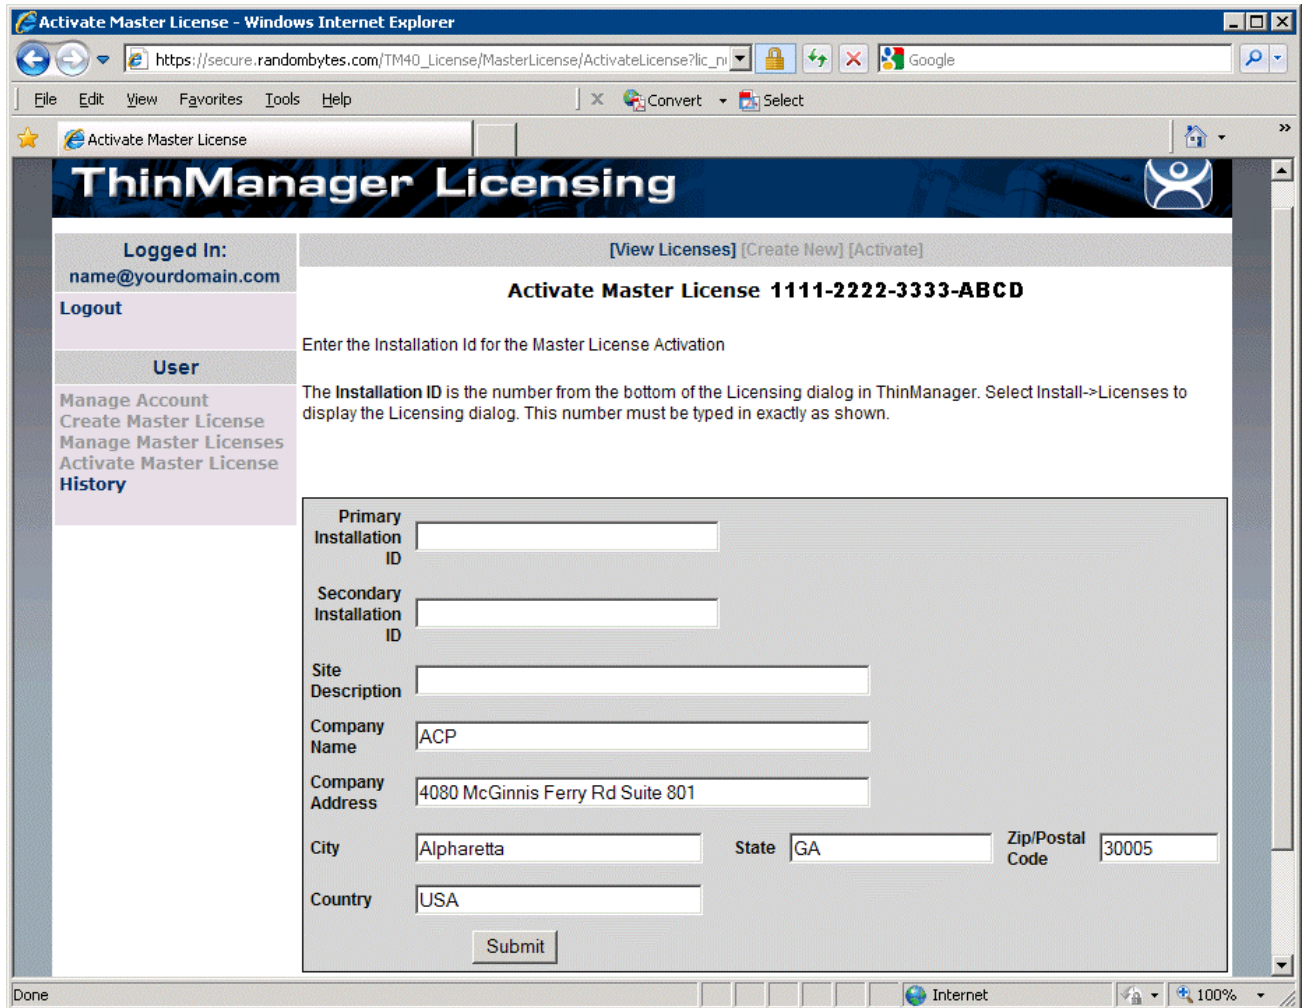 Activate Master License - Windows Internet Explorer
https://secure.randombytes.com/TM40_License/MasterLicense/ActivateLicense?lic_n
Google
File Edit View Favorites Tools Help
Convert Select
Activate Master License
ThinManager Licensing
Logged In:
name@yourdomain.com
Logout
User
Manage Account
Create Master License
Manage Master Licenses
Activate Master License
History
[View Licenses] [Create New] [Activate]
Activate Master License 1111-2222-3333-ABCD
Enter the Installation Id for the Master License Activation
The Installation ID is the number from the bottom of the Licensing dialog in ThinManager. Select Install->Licenses to
display the Licensing dialog. This number must be typed in exactly as shown.
Primary
Installation
ID
Secondary
Installation
ID
Site
Description
Company
Name
ACP
Company
Address
4080 McGinnis Ferry Rd Suite 801
City Alpharetta State GA Zip/Postal
Code 30005
Country USA
Submit
Done Internet 100%